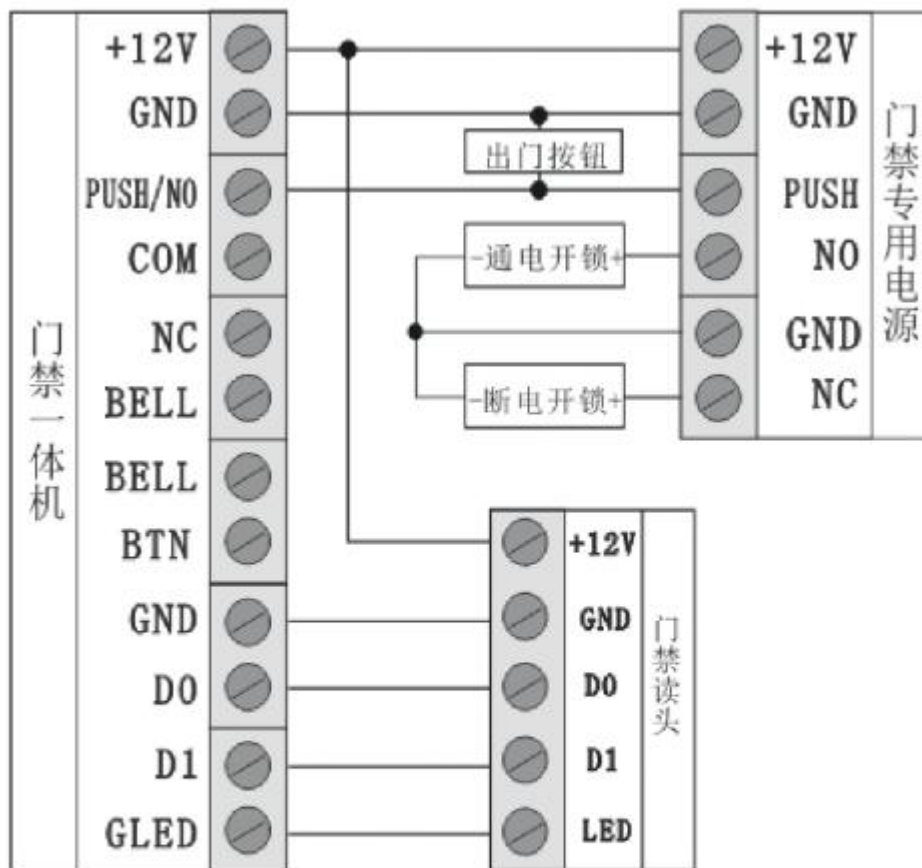 门禁一体机
+12V
GND
PUSH/NO
COM
NC
BELL
BELL
BTN
GND
D0
D1
GLED
出门按钮
-通电开锁+
-断电开锁+
+12V
GND
PUSH
NO
GND
NC
门禁专用电源
+12V
GND
D0
D1
LED
门禁读头